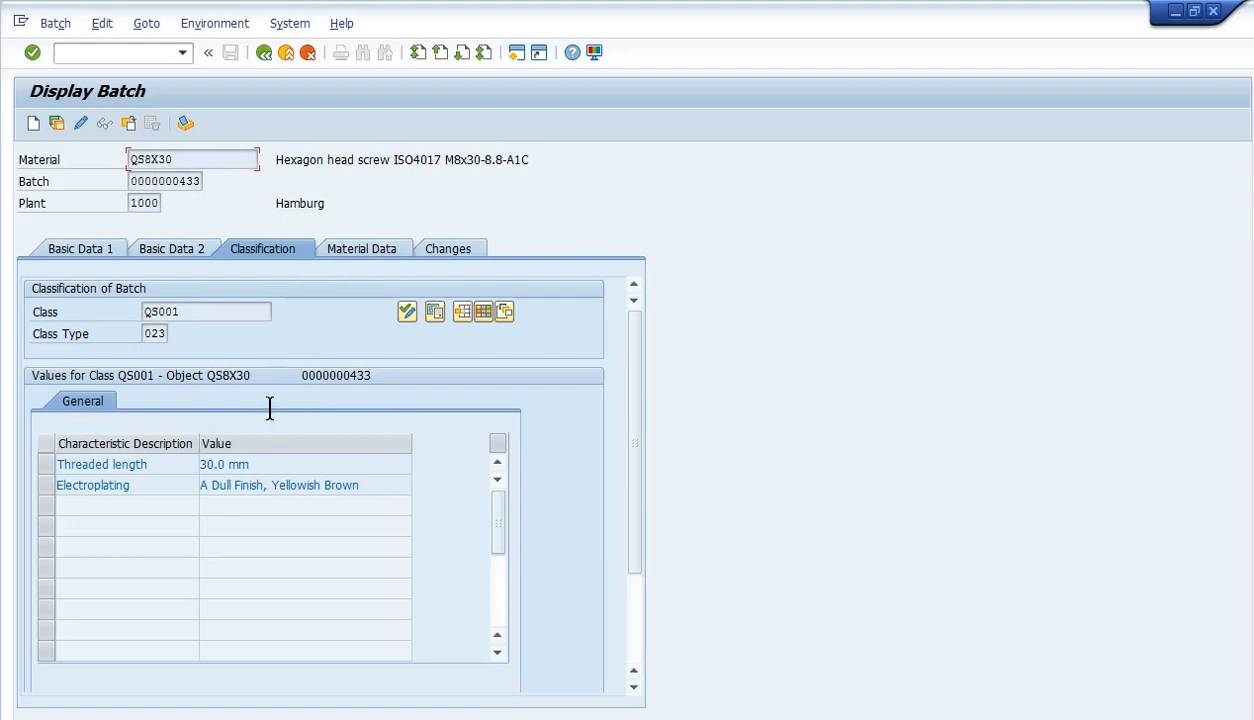 Batch Edit Goto Environment System Help
Display Batch
Material QS8X30 Hexagon head screw ISO4017 M8x30-8.8-A1C
Batch 0000000433
Plant 1000 Hamburg
Basic Data 1 Basic Data 2 Classification Material Data Changes
Classification of Batch
Class QS001
Class Type 023
Values for Class QS001 - Object QS8X30 0000000433
General
Characteristic Description Value
Threaded length 30.0 mm
Electroplating A Dull Finish, Yellowish Brown